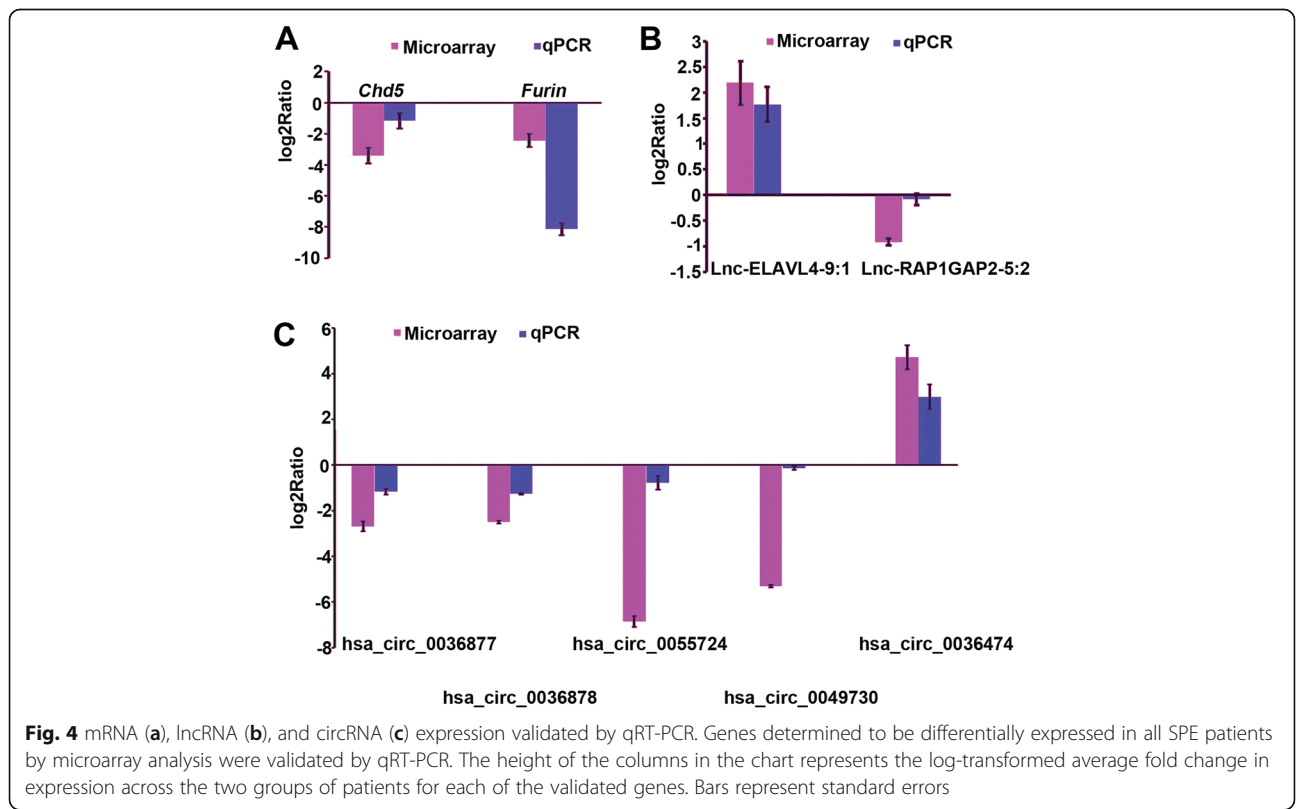 A
Microarray
qPCR
2
0
-2
-4
-6
-8
-10
log2Ratio
Chd5
Furin
B
Microarray
qPCR
3
2.5
2
1.5
1
0.5
0
-0.5
-1
-1.5
log2Ratio
Lnc-ELAVL4-9:1
Lnc-RAP1GAP2-5:2
C
Microarray
qPCR
6
4
2
0
-2
-4
-6
-8
log2Ratio
hsa_circ_0036877
hsa_circ_0055724
hsa_circ_0036474
hsa_circ_0036878
hsa_circ_0049730
Fig. 4 mRNA (a), lncRNA (b), and circRNA (c) expression validated by qRT-PCR. Genes determined to be differentially expressed in all SPE patients
by microarray analysis were validated by qRT-PCR. The height of the columns in the chart represents the log-transformed average fold change in
expression across the two groups of patients for each of the validated genes. Bars represent standard errors